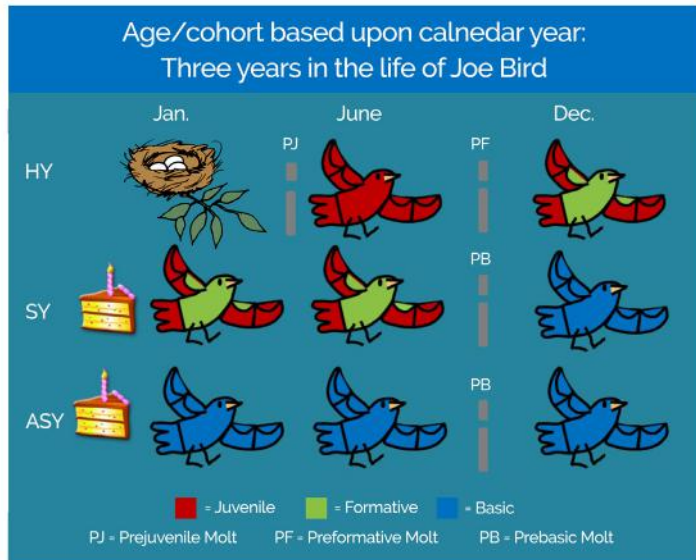 Age/cohort based upon calnedar year:
Three years in the life of Joe Bird
Jan. June Dec.
HY PJ PF
SY PB
ASY PB
= Juvenile = Formative = Basic
PJ = Prejuvenile Molt PF = Preformative Molt PB = Prebasic Molt